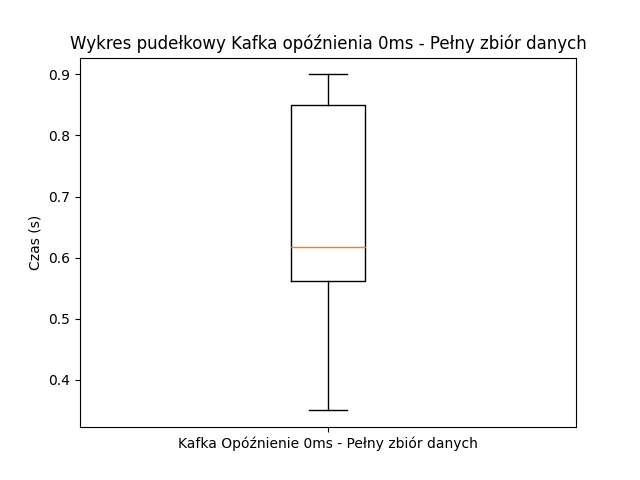 Wykres pudełkowy Kafka opóźnienia 0ms - Pełny zbiór danych
0.9
0.8
0.7
0.6
0.5
0.4
Czas (s)
Kafka Opóźnienie 0ms - Pełny zbiór danych